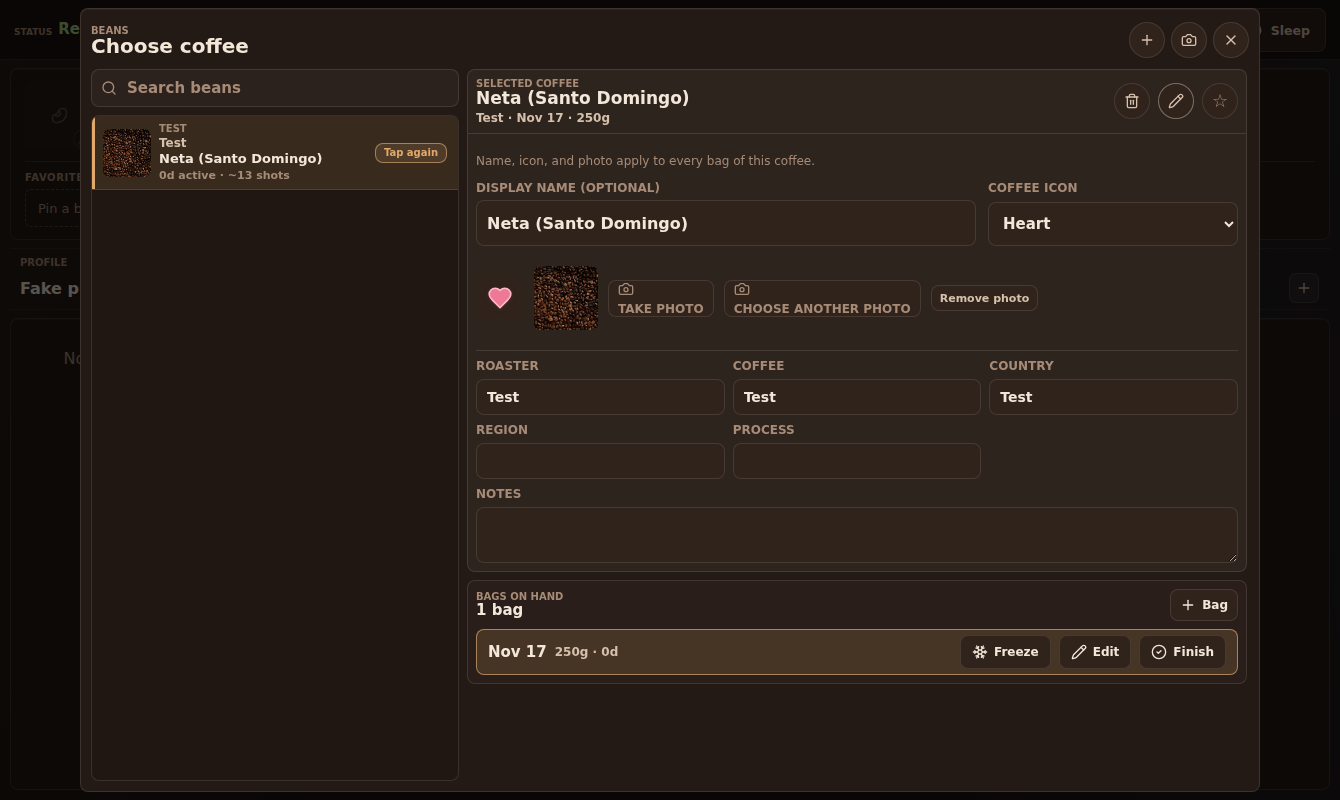 STATUS Re
Sleep
BEANS
Choose coffee
Search beans
TEST
Test
Neta (Santo Domingo)
0d active · ~13 shots
Tap again
FAVORITE
Pin a b
PROFILE
Fake p
No
SELECTED COFFEE
Neta (Santo Domingo)
Test · Nov 17 · 250g
Name, icon, and photo apply to every bag of this coffee.
DISPLAY NAME (OPTIONAL)
COFFEE ICON
Neta (Santo Domingo)
Heart
TAKE PHOTO
CHOOSE ANOTHER PHOTO
Remove photo
ROASTER
COFFEE
COUNTRY
Test
Test
Test
REGION
PROCESS
NOTES
BAGS ON HAND
1 bag
Bag
Nov 17 250g · 0d
Freeze
Edit
Finish